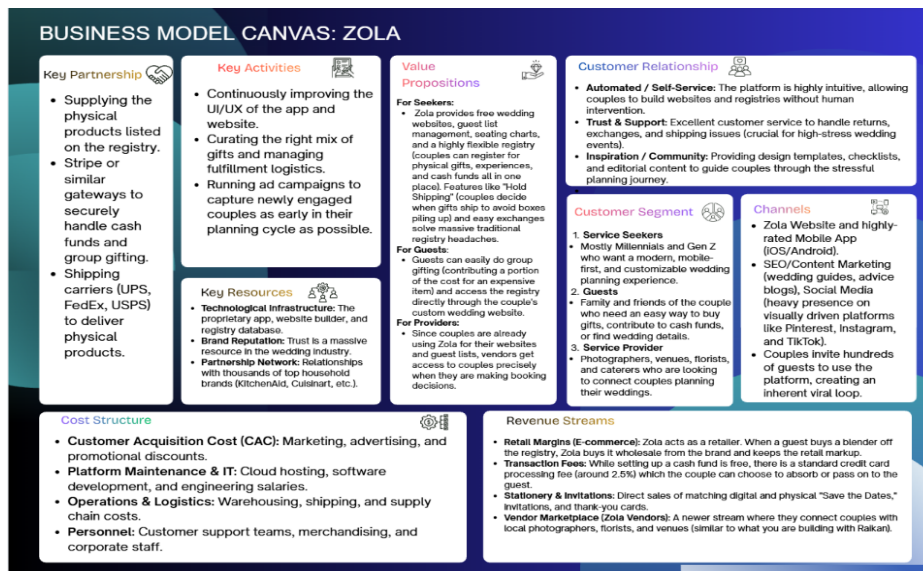 BUSINESS MODEL CANVAS: ZOLA
Key Partnership
• Supplying the
physical
products listed
on the registry.
• Stripe or
similar
gateways to
securely
handle cash
funds and
group gifting.
• Shipping
carriers (UPS,
FedEx, USPS)
to deliver
physical
products.
Key Activities
• Continuously improving the
UI/UX of the app and
website.
• Curating the right mix of
gifts and managing
fulfillment logistics.
• Running ad campaigns to
capture newly engaged
couples as early in their
planning cycle as possible.
Key Resources
• Technological Infrastructure: The
proprietary app, website builder, and
registry database.
• Brand Reputation: Trust is a massive
resource in the wedding industry.
• Partnership Network: Relationships
with thousands of top household
brands (KitchenAid, Cuisinart, etc.).
Value
Propositions
For Seekers:
• Zola provides free wedding
websites, guest list
management, seating charts,
and a highly flexible registry
(couples can register for
physical gifts, experiences,
and cash funds all in one
place). Features like "Hold
Shipping" (couples decide
when gifts ship to avoid boxes
piling up) and easy exchanges
solve massive traditional
registry headaches.
For Guests:
• Guests can easily do group
gifting (contributing a portion
of the cost for an expensive
item) and access the registry
directly through the couple's
custom wedding website.
For Providers:
• Since couples are already
using Zola for their websites
and guest lists, vendors get
access to couples precisely
when they are making booking
decisions.
Customer Relationship
• Automated / Self-Service: The platform is highly intuitive, allowing
couples to build websites and registries without human
intervention.
• Trust & Support: Excellent customer service to handle returns,
exchanges, and shipping issues (crucial for high-stress wedding
events).
• Inspiration / Community: Providing design templates, checklists,
and editorial content to guide couples through the stressful
planning journey.
Customer Segment
1. Service Seekers
• Mostly Millennials and Gen Z
who want a modern, mobile-
first, and customizable wedding
planning experience.
2. Guests
• Family and friends of the couple
who need an easy way to buy
gifts, contribute to cash funds,
or find wedding details.
3. Service Provider
• Photographers, venues, florists,
and caterers who are looking
to connect couples planning
their weddings.
Channels
• Zola Website and highly-
rated Mobile App
(iOS/Android).
• SEO/Content Marketing
(wedding guides, advice
blogs), Social Media
(heavy presence on
visually driven platforms
like Pinterest, Instagram,
and TikTok).
• Couples invite hundreds
of guests to use the
platform, creating an
inherent viral loop.
Cost Structure
• Customer Acquisition Cost (CAC): Marketing, advertising, and
promotional discounts.
• Platform Maintenance & IT: Cloud hosting, software
development, and engineering salaries.
• Operations & Logistics: Warehousing, shipping, and supply
chain costs.
• Personnel: Customer support teams, merchandising, and
corporate staff.
Revenue Streams
• Retail Margins (E-commerce): Zola acts as a retailer. When a guest buys a blender off
the registry, Zola buys it wholesale from the brand and keeps the retail markup.
• Transaction Fees: While setting up a cash fund is free, there is a standard credit card
processing fee (around 2.5%) which the couple can choose to absorb or pass on to the
guest.
• Stationery & Invitations: Direct sales of matching digital and physical "Save the Dates,"
invitations, and thank-you cards.
• Vendor Marketplace (Zola Vendors): A newer stream where they connect couples with
local photographers, florists, and venues (similar to what you are building with Raikan).